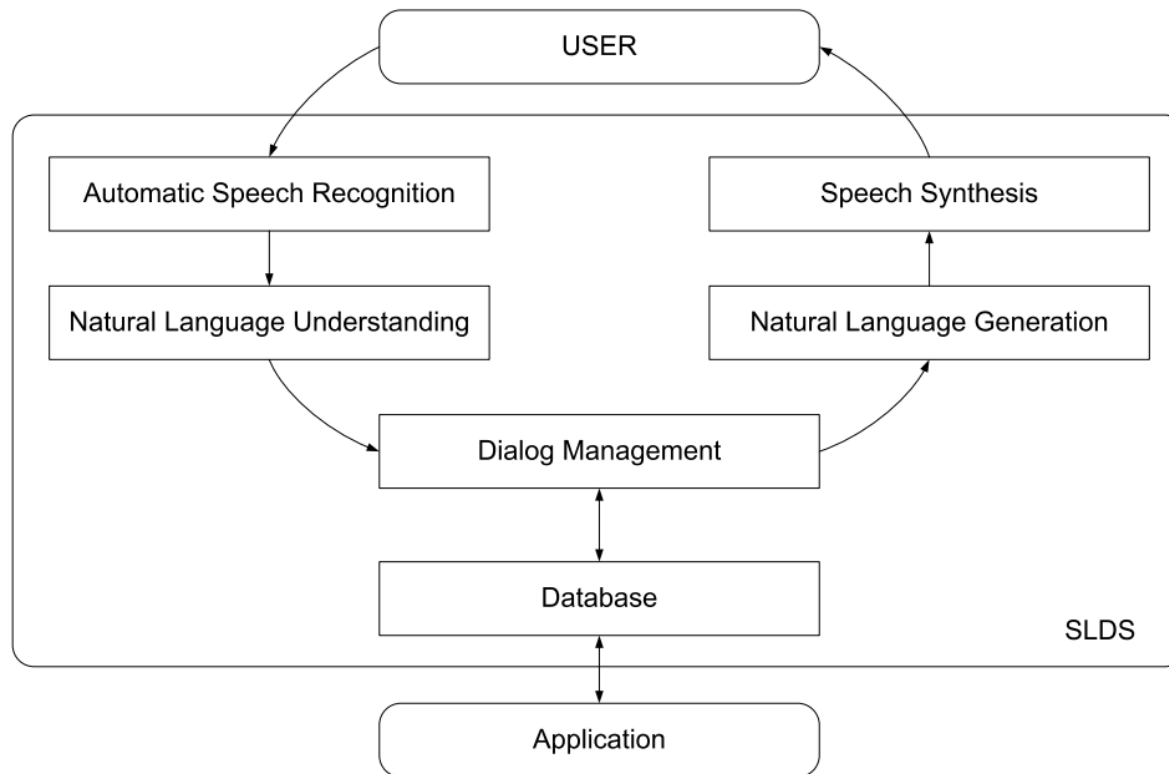 USER
Automatic Speech Recognition
Speech Synthesis
Natural Language Understanding
Natural Language Generation
Dialog Management
Database
SLDS
Application